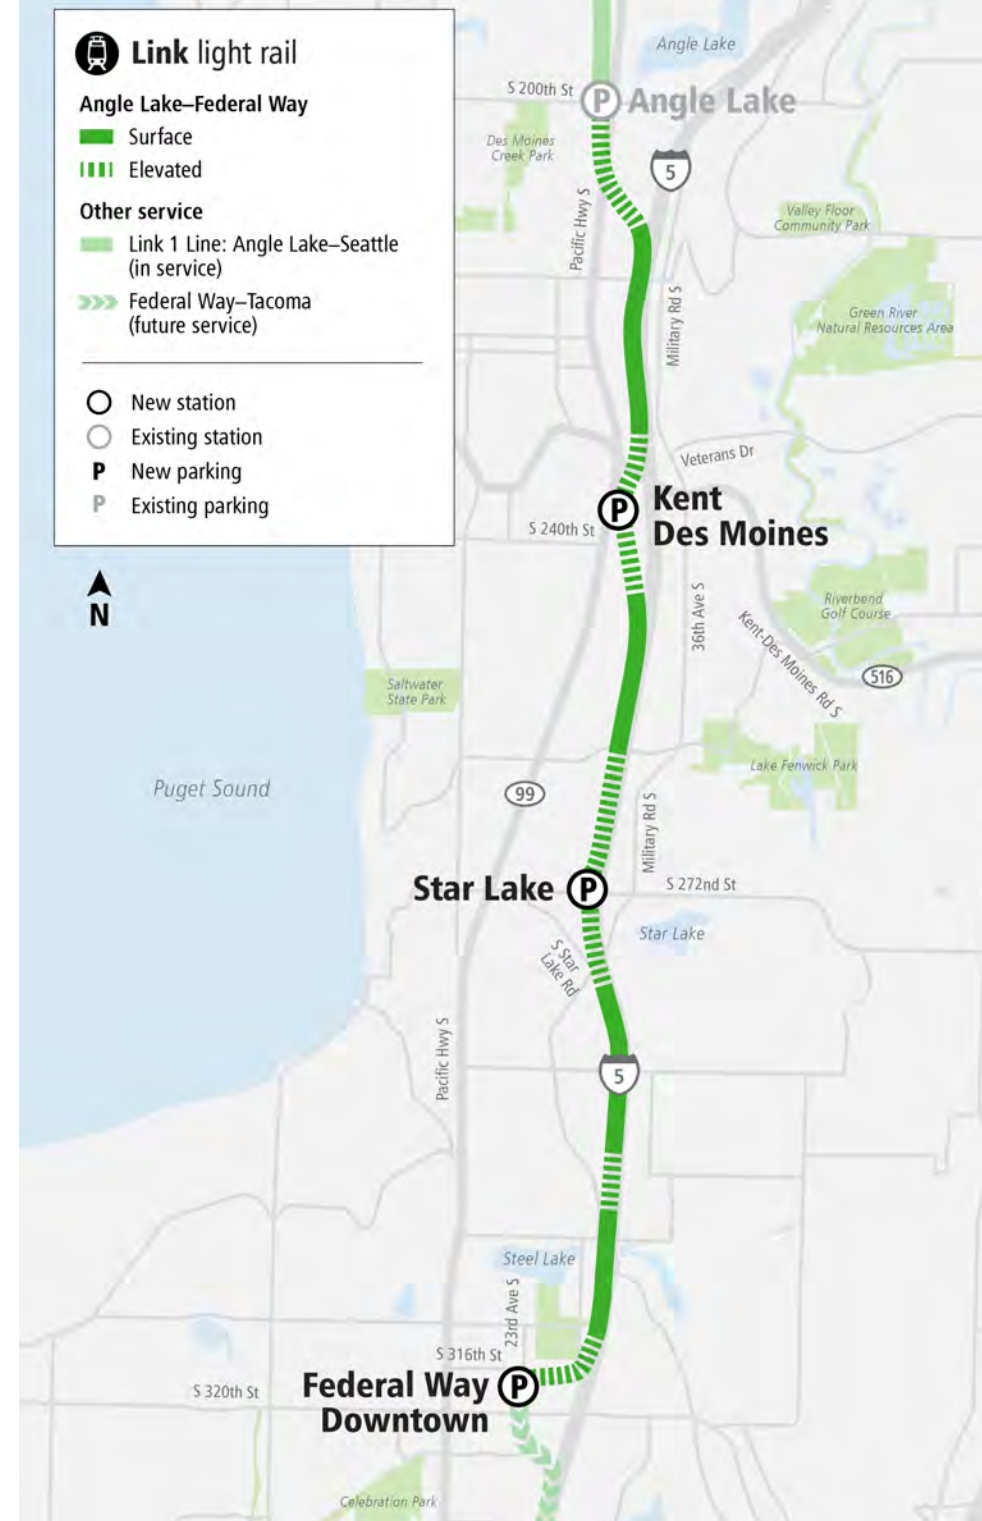 Link light rail
Angle Lake–Federal Way
Surface
Elevated
Other service
Link 1 Line: Angle Lake–Seattle
(in service)
Federal Way–Tacoma
(future service)
New station
Existing station
P New parking
P Existing parking
N
Angle Lake
S 200th St
P Angle Lake
Des Moines
Creek Park
5
Pacific Hwy S
Valley Floor
Community Park
Military Rd S
Green River
Natural Resources Area
Veterans Dr
P Kent
Des Moines
S 240th St
36th Ave S
Riverbend
Golf Course
Kent-Des Moines Rd S
516
Saltwater
State Park
Lake Fenwick Park
Puget Sound
99
Military Rd S
Star Lake P
S 272nd St
Star Lake
S Star
Lake Rd
Pacific Hwy S
5
Steel Lake
23rd Ave S
S 316th St
Federal Way P
Downtown
S 320th St
Celebration Park